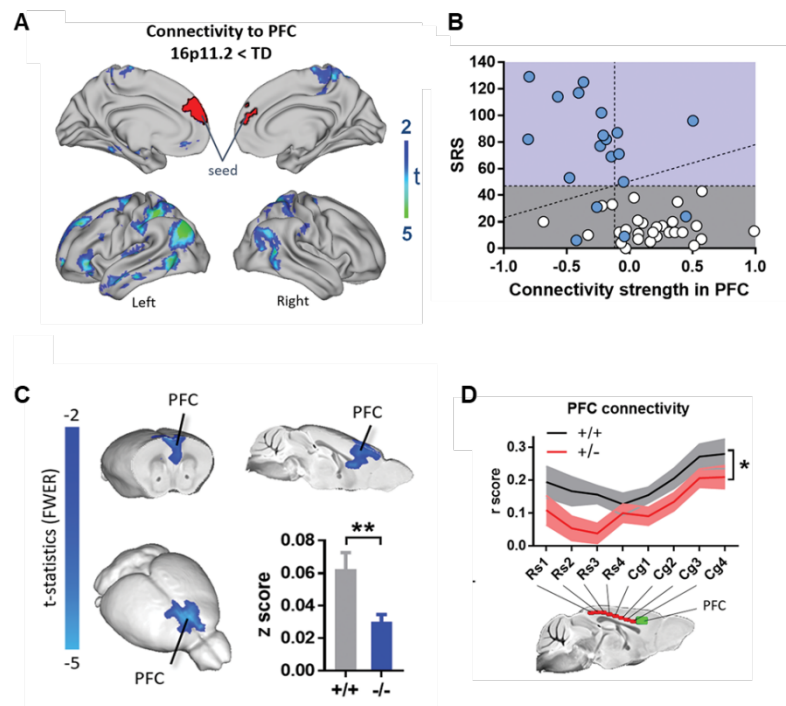 A
Connectivity to PFC
16p11.2 < TD
seed
2
t
5
Left
Right
B
140
120
100
80
60
40
20
0
SRS
-1.0
-0.5
0.0
0.5
1.0
Connectivity strength in PFC
C
-2
t-statistics (FWER)
-5
PFC
PFC
PFC
**
0.08
0.06
0.04
0.02
0.00
z score
+/+
-/-
D
PFC connectivity
+/+
+/-
*
0.3
0.2
0.1
0.0
r score
Rs1
Rs2
Rs3
Rs4
Cg1
Cg2
Cg3
Cg4
PFC